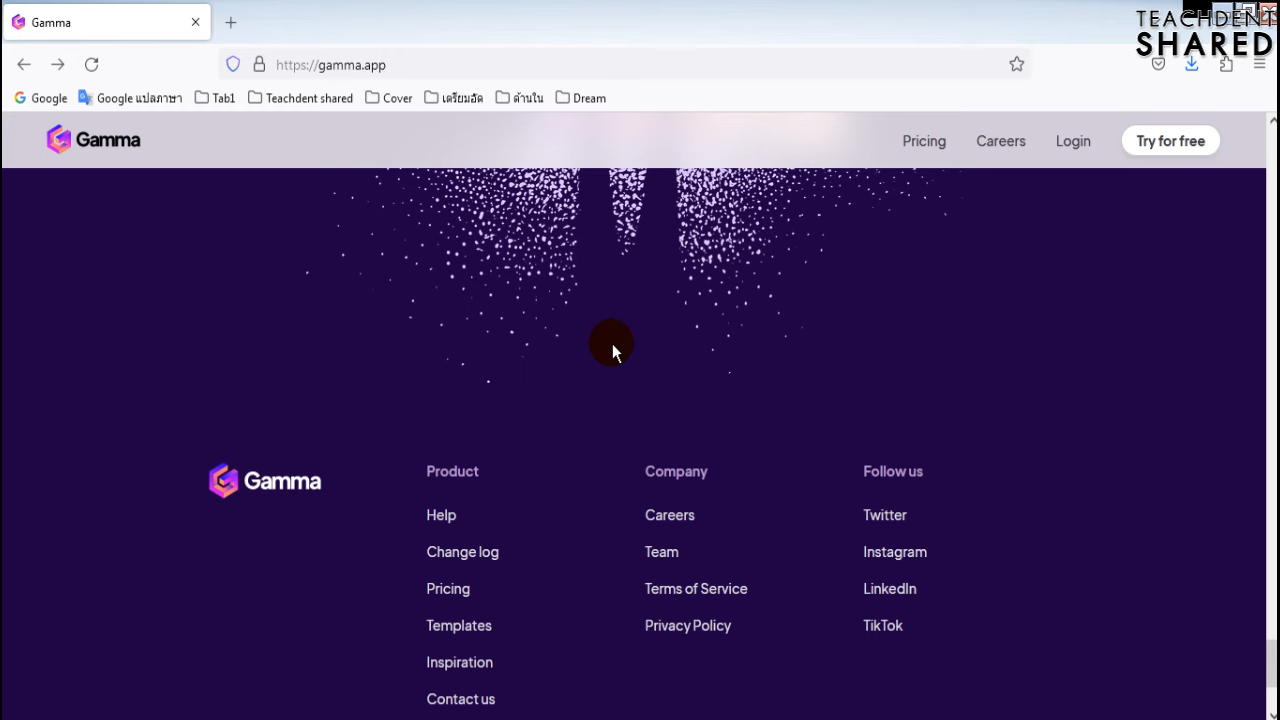 Gamma
TEACHDENT
SHARED
https://gamma.app
Google
Google แปลภาษา
Tab1
Teachdent shared
Cover
เตรียมอัด
ด้านใน
Dream
Gamma
Pricing
Careers
Login
Try for free
Gamma
Product
Help
Change log
Pricing
Templates
Inspiration
Contact us
Company
Careers
Team
Terms of Service
Privacy Policy
Follow us
Twitter
Instagram
LinkedIn
TikTok